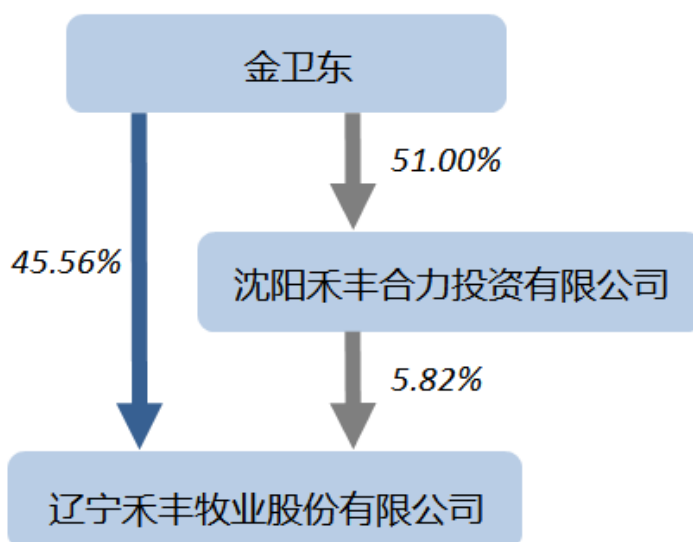 金卫东
51.00%
45.56%
沈阳禾丰合力投资有限公司
5.82%
辽宁禾丰牧业股份有限公司